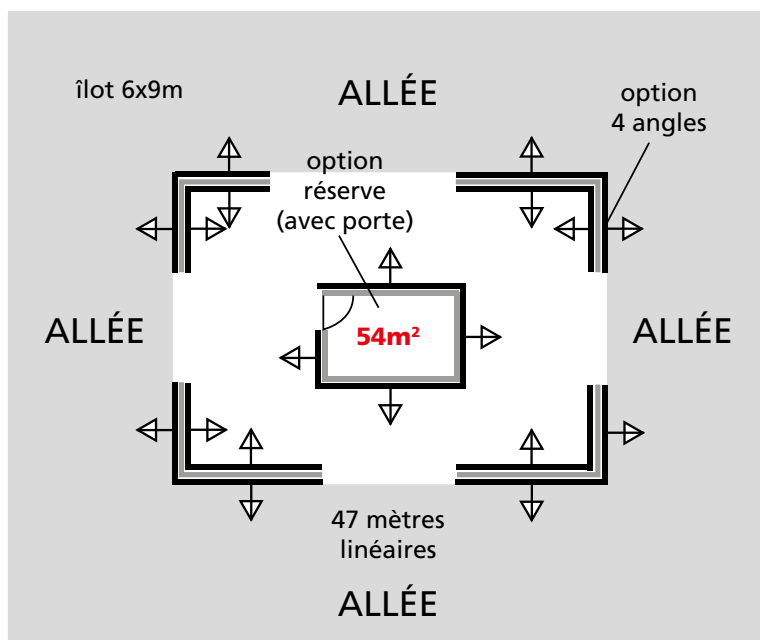 îlot 6x9m
ALLÉE
option
4 angles
option
réserve
(avec porte)
ALLÉE
54m²
ALLÉE
47 mètres
linéaires
ALLÉE